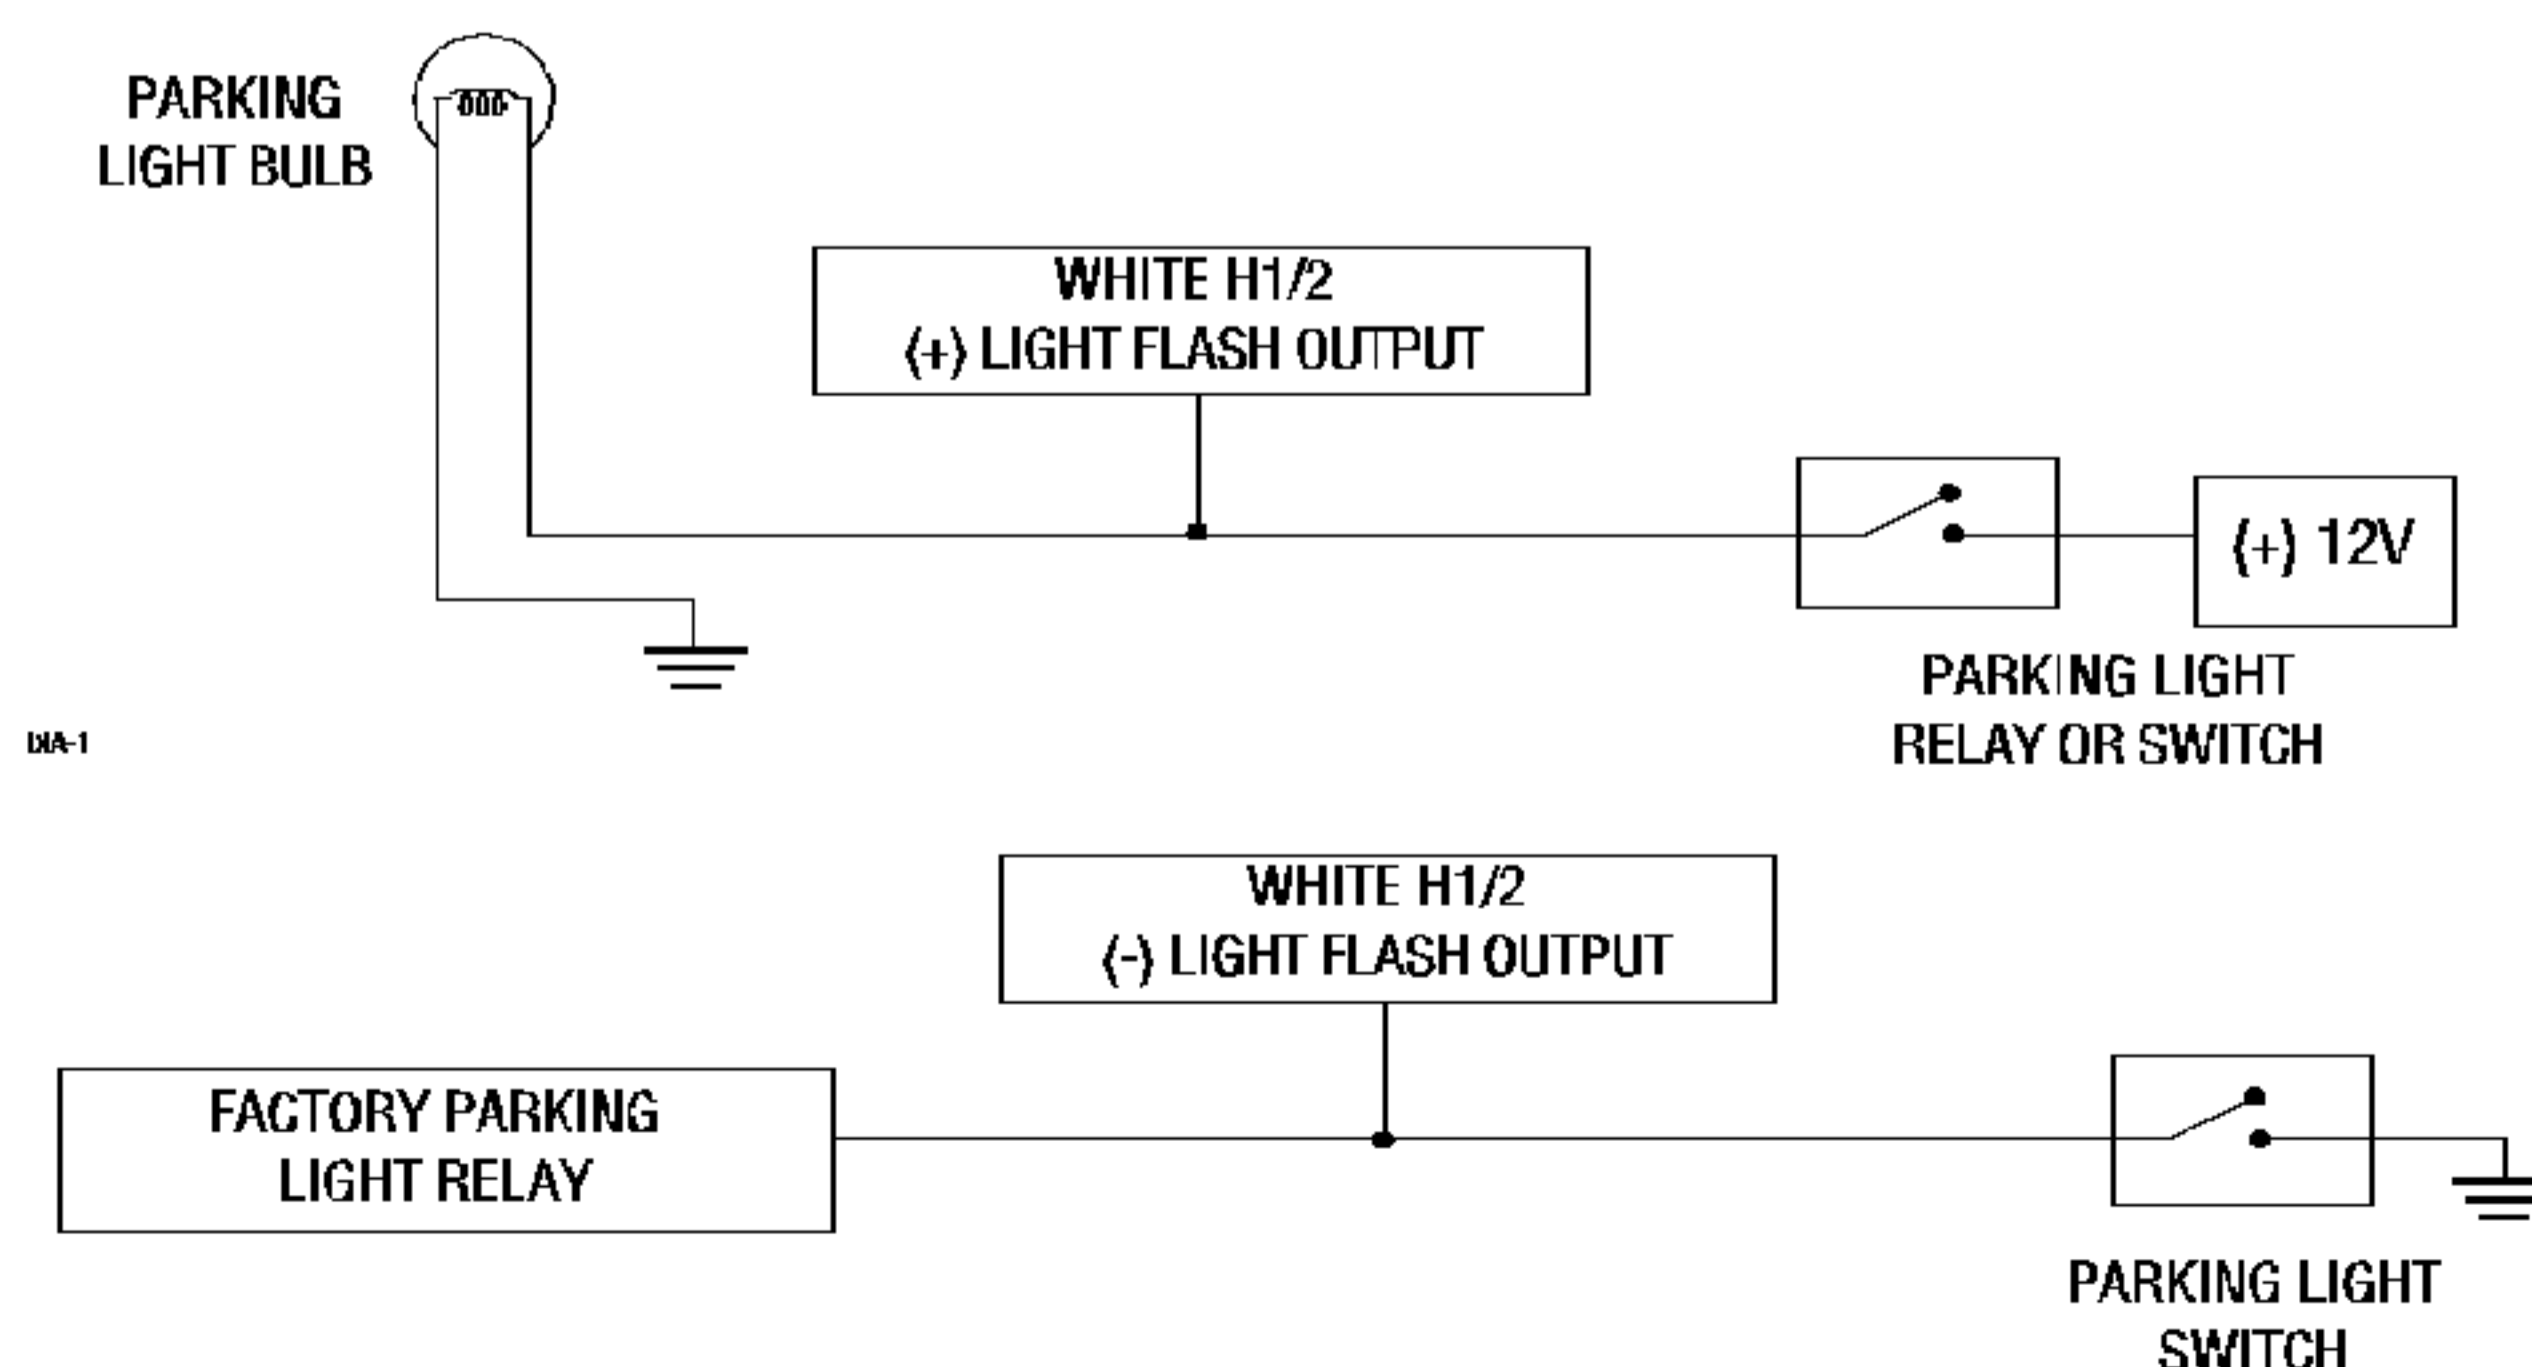 PARKING
LIGHT BULB
WHITE H1/2
(+) LIGHT FLASH OUTPUT
(+) 12V
PARKING LIGHT
RELAY OR SWITCH
DIA-1
WHITE H1/2
(-) LIGHT FLASH OUTPUT
FACTORY PARKING
LIGHT RELAY
PARKING LIGHT
SWITCH